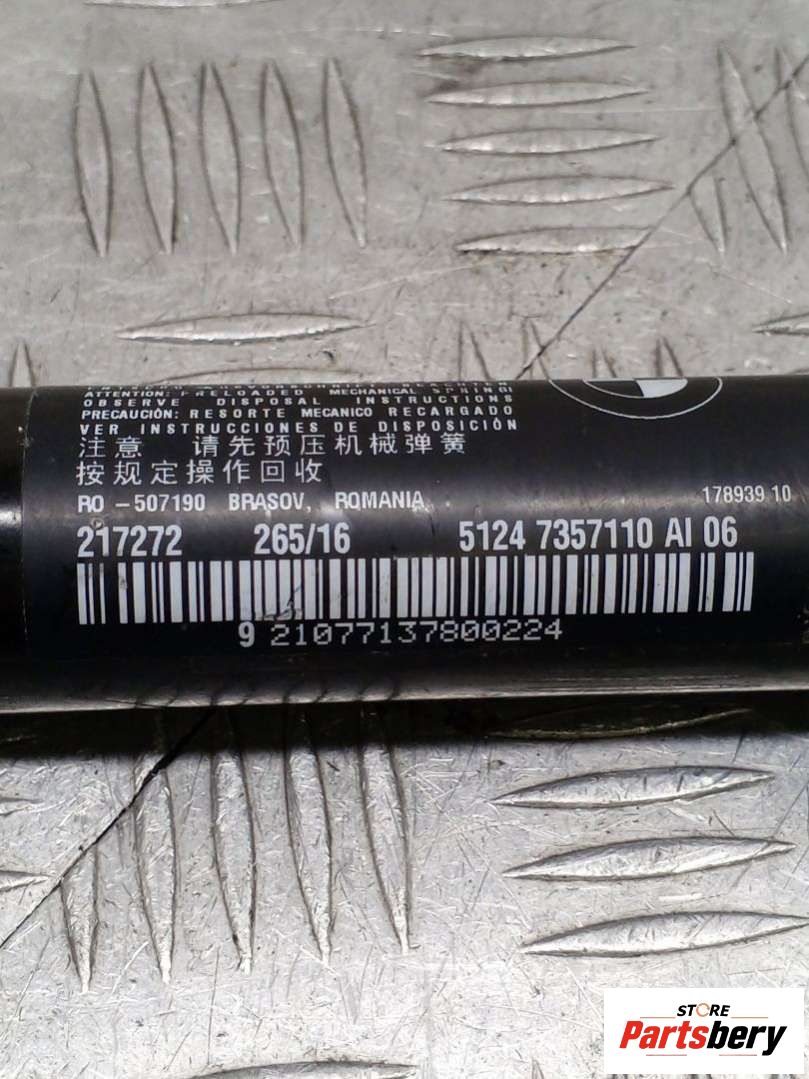 ATTENTION: PRELOADED MECHANICAL SPRING!
OBSERVE DISPOSAL INSTRUCTIONS
PRECAUCIÓN: RESORTE MECANICO RECARGADO
VER INSTRUCCIONES DE DISPOSICIÓN
注意 请先预压机械弹簧
按规定操作回收
RO -507190 BRAŞOV, ROMANIA
178939 10
217272 265/16 5124 7357110 AI 06
9 21077137800224
STORE
Partsbery